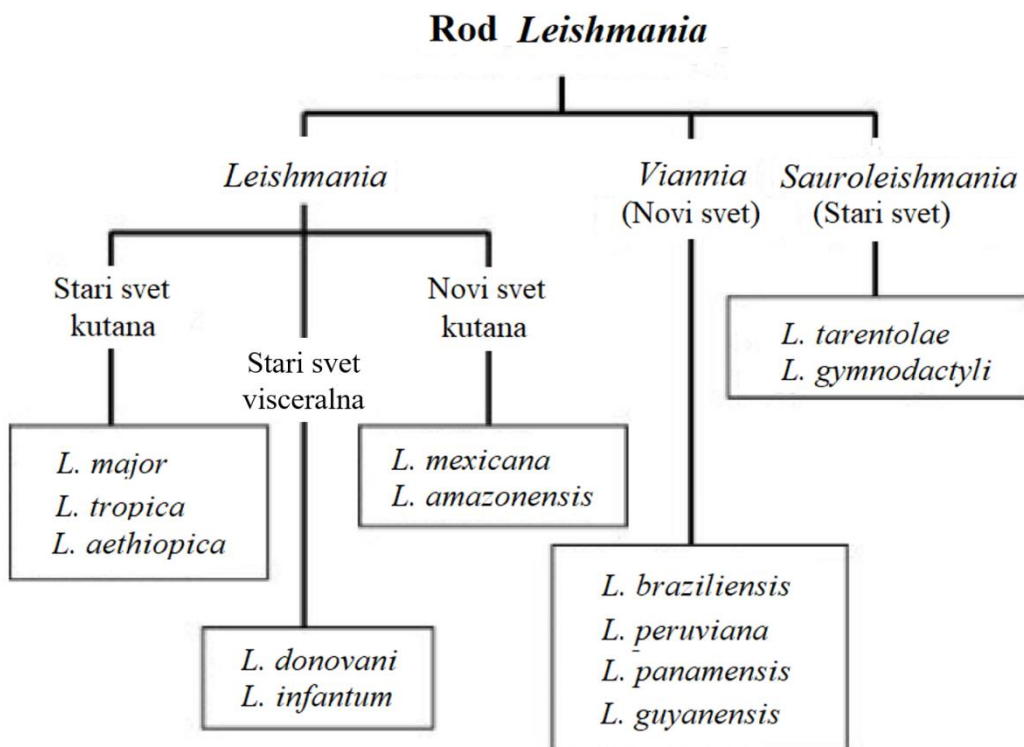 Rod Leishmania
Leishmania
Viannia
(Novi svet)
Sauroleishmania
(Stari svet)
Stari svet
kutana
Stari svet
visceralna
Novi svet
kutana
L. major
L. tropica
L. aethiopica
L. donovani
L. infantum
L. mexicana
L. amazonensis
L. braziliensis
L. peruviana
L. panamensis
L. guyanensis
L. tarentolae
L. gymnodactyli